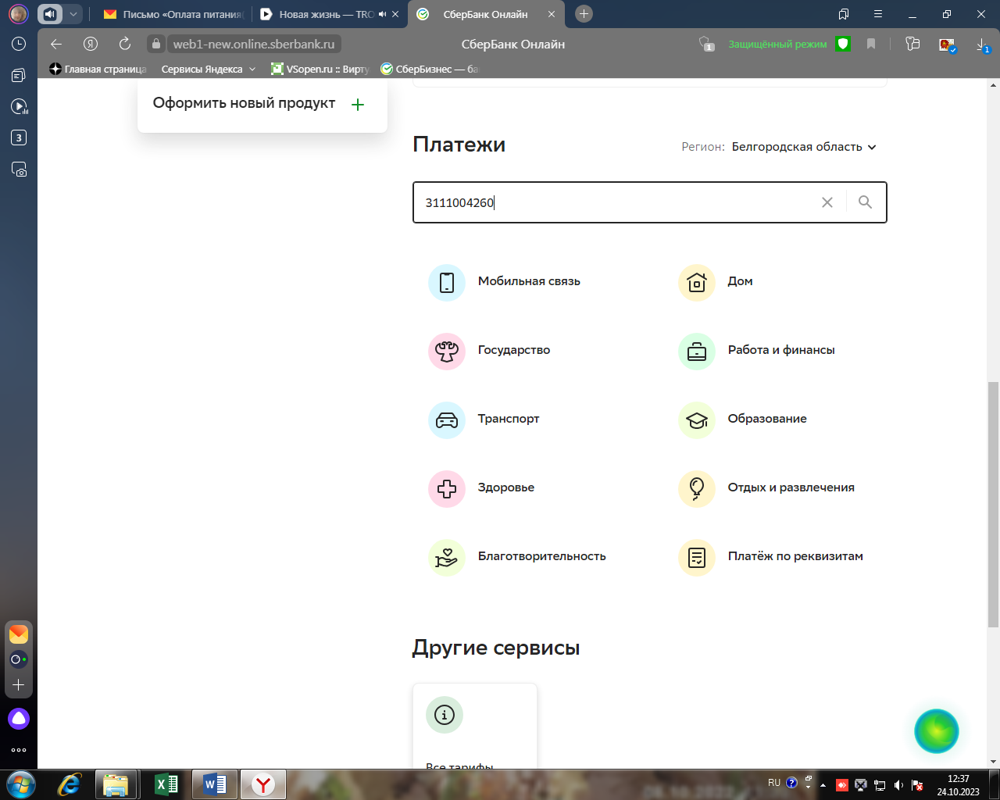 Письмо «Оплата питания(
Новая жизнь — TRO
СберБанк Онлайн
web1-new.online.sberbank.ru
СберБанк Онлайн
1
Защищённый режим
1
Главная страница
Сервисы Яндекса
VSopen.ru :: Вирту
СберБизнес — ба
3
Оформить новый продукт
Платежи
Регион: Белгородская область
3111004260
Мобильная связь
Дом
Государство
Работа и финансы
Транспорт
Образование
Здоровье
Отдых и развлечения
Благотворительность
Платёж по реквизитам
Другие сервисы
Все тарифы
RU
12:37
24.10.2023